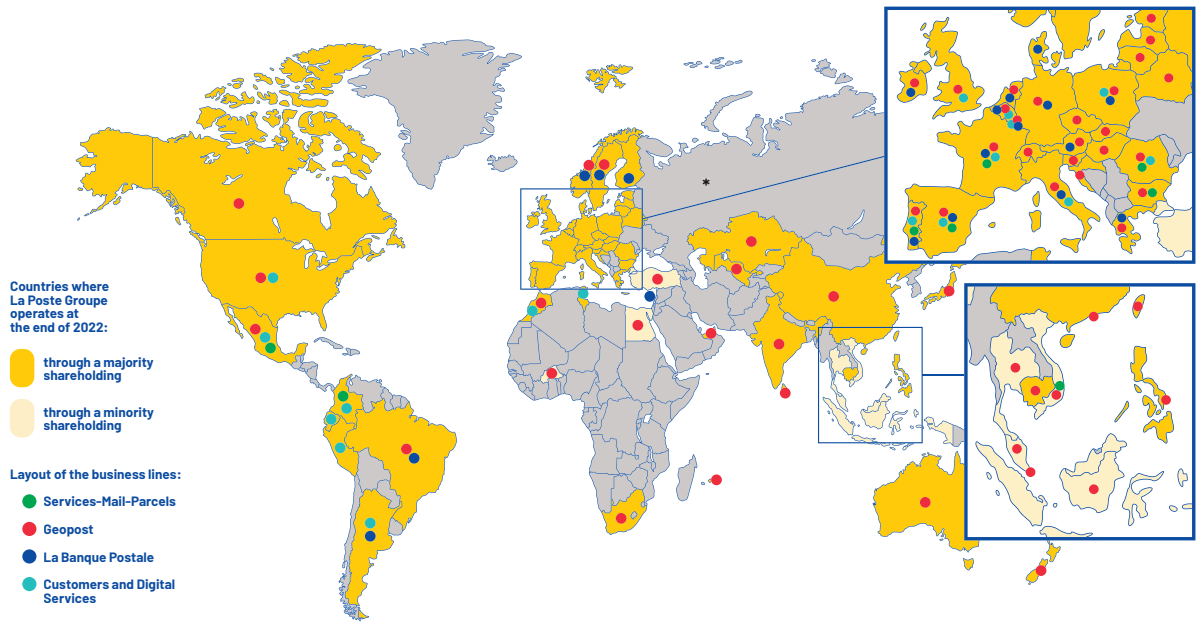 Countries where
La Poste Groupe
operates at
the end of 2022:
through a majority
shareholding
through a minority
shareholding
Layout of the business lines:
Services-Mail-Parcels
Geopost
La Banque Postale
Customers and Digital
Services
*